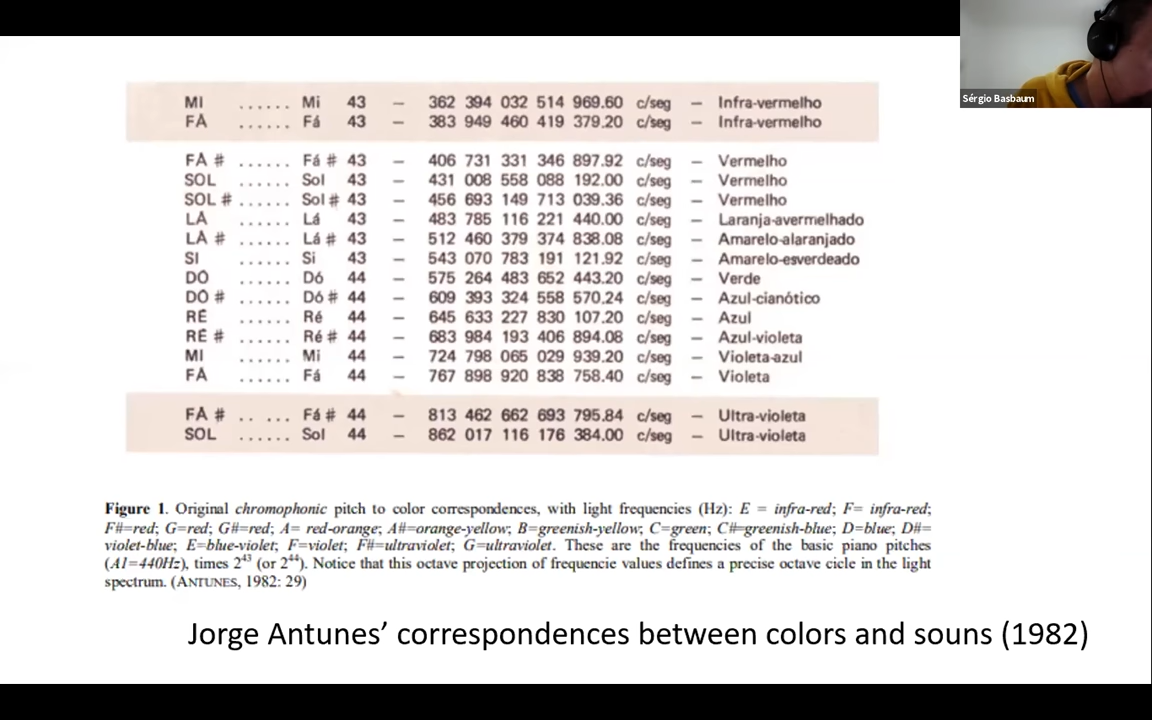 Sérgio Basbaum
MI ...... Mi 43 – 362 394 032 514 969.60 c/seg – Infra-vermelho
FÁ ...... Fá 43 – 383 949 460 419 379.20 c/seg – Infra-vermelho
FÁ # ...... Fá # 43 – 406 731 331 346 897.92 c/seg – Vermelho
SOL ...... Sol 43 – 431 008 558 088 192.00 c/seg – Vermelho
SOL # ...... Sol # 43 – 456 693 149 713 039.36 c/seg – Vermelho
LÁ ...... Lá 43 – 483 785 116 221 440.00 c/seg – Laranja-avermelhado
LÁ # ...... Lá # 43 – 512 460 379 374 838.08 c/seg – Amarelo-alaranjado
SI ...... Si 43 – 543 070 783 191 121.92 c/seg – Amarelo-esverdeado
DÓ ...... Dó 44 – 575 264 483 652 443.20 c/seg – Verde
DÓ # ...... Dó # 44 – 609 393 324 558 570.24 c/seg – Azul-cianótico
RÉ ...... Ré 44 – 645 633 227 830 107.20 c/seg – Azul
RÉ # ...... Ré # 44 – 683 984 193 406 894.08 c/seg – Azul-violeta
MI ...... Mi 44 – 724 798 065 029 939.20 c/seg – Violeta-azul
FÁ ...... Fá 44 – 767 898 920 838 758.40 c/seg – Violeta
FÁ # .. ... Fá # 44 – 813 462 662 693 795.84 c/seg – Ultra-violeta
SOL ...... Sol 44 – 862 017 116 176 384.00 c/seg – Ultra-violeta
Figure 1. Original chromophonic pitch to color correspondences, with light frequencies (Hz): E = infra-red; F= infra-red;
F#=red; G=red; G#=red; A= red-orange; A#=orange-yellow; B=greenish-yellow; C=green; C#=greenish-blue; D=blue; D#=
violet-blue; E=blue-violet; F=violet; F#=ultraviolet; G=ultraviolet. These are the frequencies of the basic piano pitches
(A1=440Hz), times 2⁴³ (or 2⁴⁴). Notice that this octave projection of frequencie values defines a precise octave cicle in the light
spectrum. (ANTUNES, 1982: 29)
Jorge Antunes’ correspondences between colors and souns (1982)